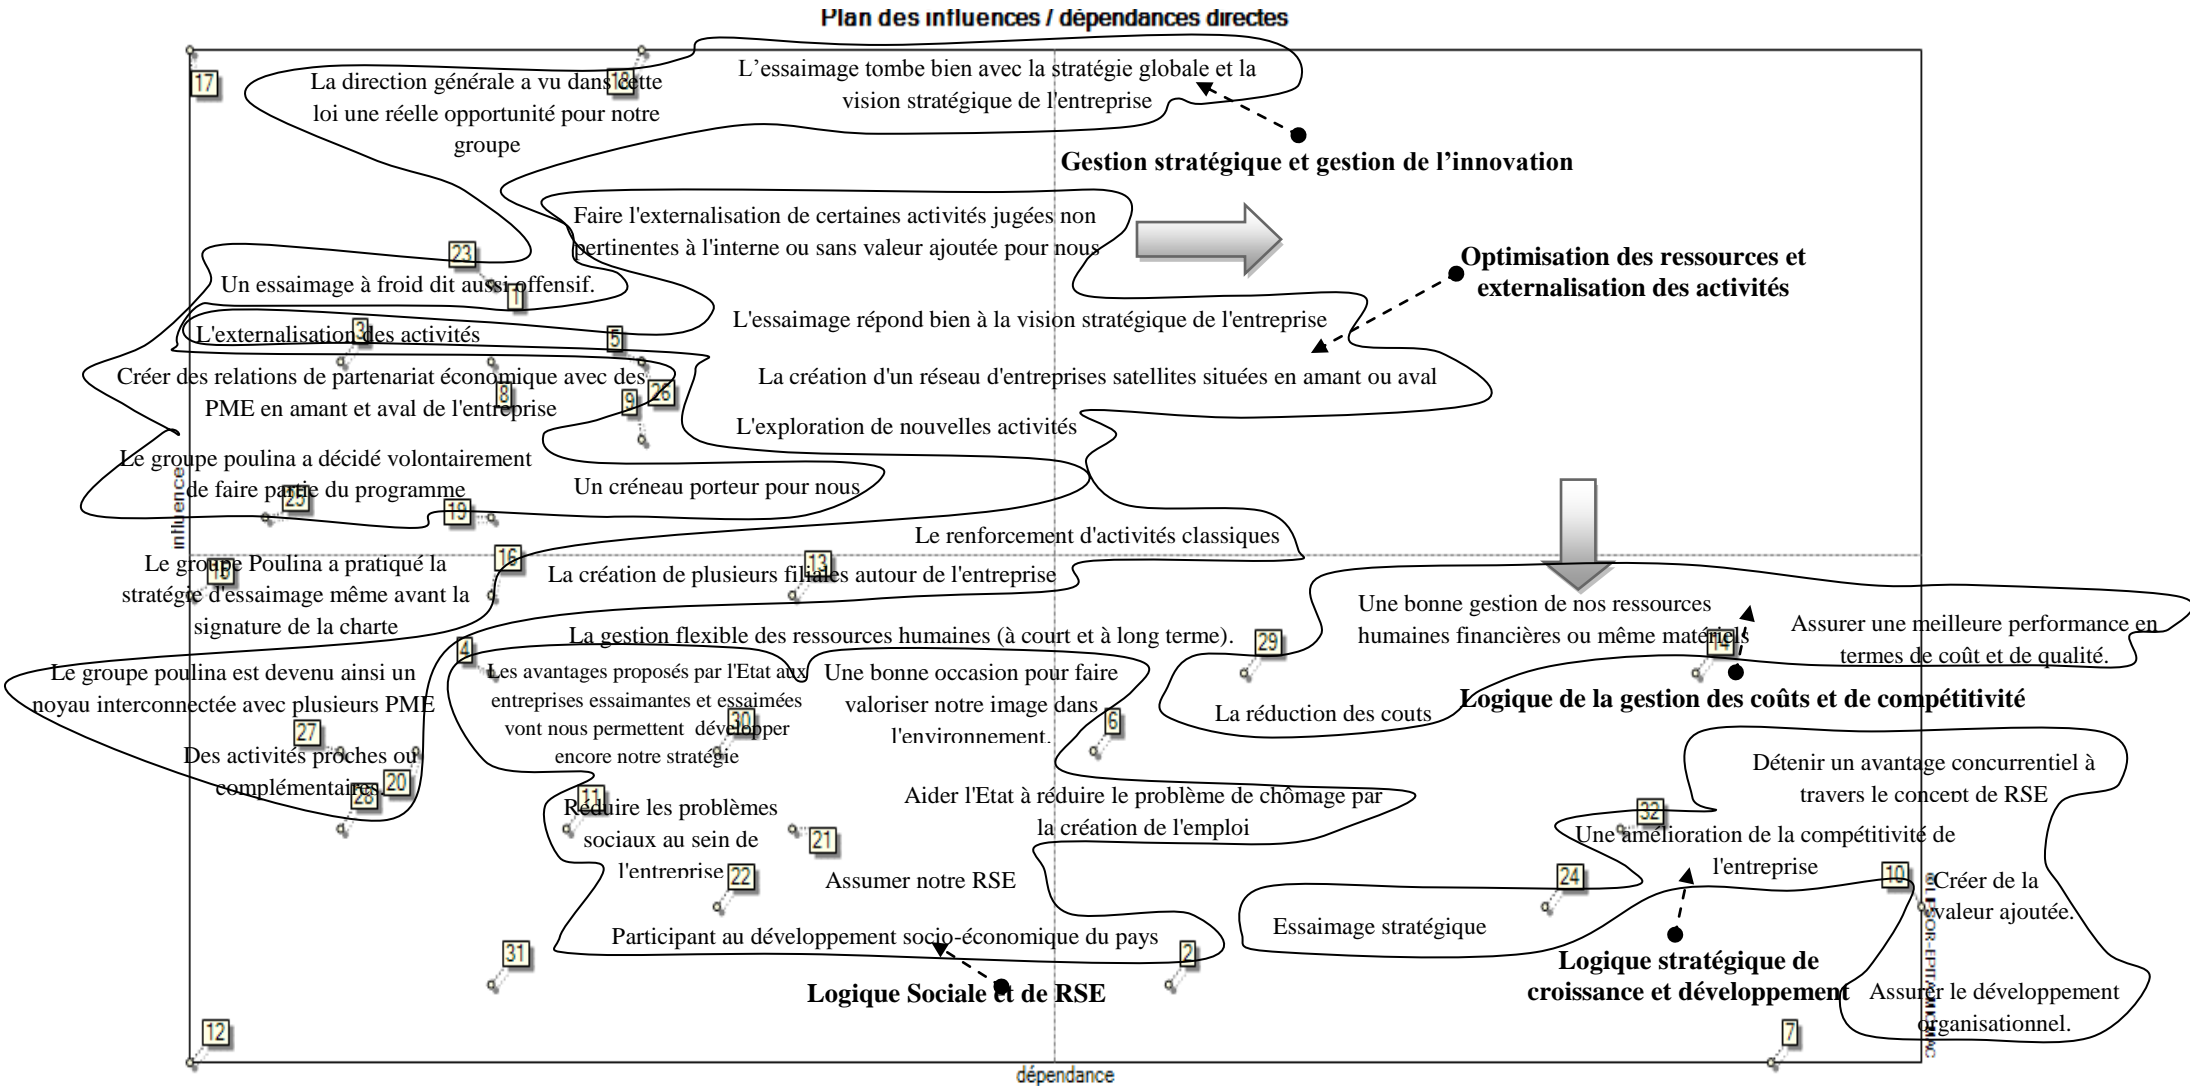 Plan des influences / dépendances directes
17
La direction générale a vu dans cette
18
loi une réelle opportunité pour notre
groupe
L'essaimage tombe bien avec la stratégie globale et la
vision stratégique de l'entreprise
Gestion stratégique et gestion de l'innovation
Faire l'externalisation de certaines activités jugées non
pertinentes à l'interne ou sans valeur ajoutée pour nous
23
Un essaimage à froid dit aussi offensif.
1
Optimisation des ressources et
externalisation des activités
3
L'externalisation des activités
5
L'essaimage répond bien à la vision stratégique de l'entreprise
Créer des relations de partenariat économique avec des
PME en amant et aval de l'entreprise
8
9
26
La création d'un réseau d'entreprises satellites situées en amant ou aval
L'exploration de nouvelles activités
Le groupe poulina a décidé volontairement
de faire partie du programme
25
19
Un créneau porteur pour nous
influence
Le renforcement d'activités classiques
Le groupe Poulina a pratiqué la
stratégie d'essaimage même avant la
signature de la charte
15
16
13
La création de plusieurs filiales autour de l'entreprise
Une bonne gestion de nos ressources
humaines financières ou même matériels
14
Assurer une meilleure performance en
termes de coût et de qualité.
La gestion flexible des ressources humaines (à court et à long terme).
29
4
Le groupe poulina est devenu ainsi un
noyau interconnectée avec plusieurs PME
Les avantages proposés par l'Etat aux
entreprises essaimantes et essaimées
vont nous permettent développer
encore notre stratégie
30
Une bonne occasion pour faire
valoriser notre image dans
l'environnement.
6
La réduction des couts
Logique de la gestion des coûts et de compétitivité
27
Des activités proches ou
complémentaires.
28
20
Détenir un avantage concurrentiel à
travers le concept de RSE
11
Réduire les problèmes
sociaux au sein de
l'entreprise
21
22
Aider l'Etat à réduire le problème de chômage par
la création de l'emploi
32
Une amélioration de la compétitivité de
l'entreprise
24
10
Assumer notre RSE
Créer de la
valeur ajoutée.
Essaimage stratégique
Participant au développement socio-économique du pays
31
2
Logique Sociale et de RSE
Logique stratégique de
croissance et développement
Assurer le développement
organisationnel.
12
7
dépendance